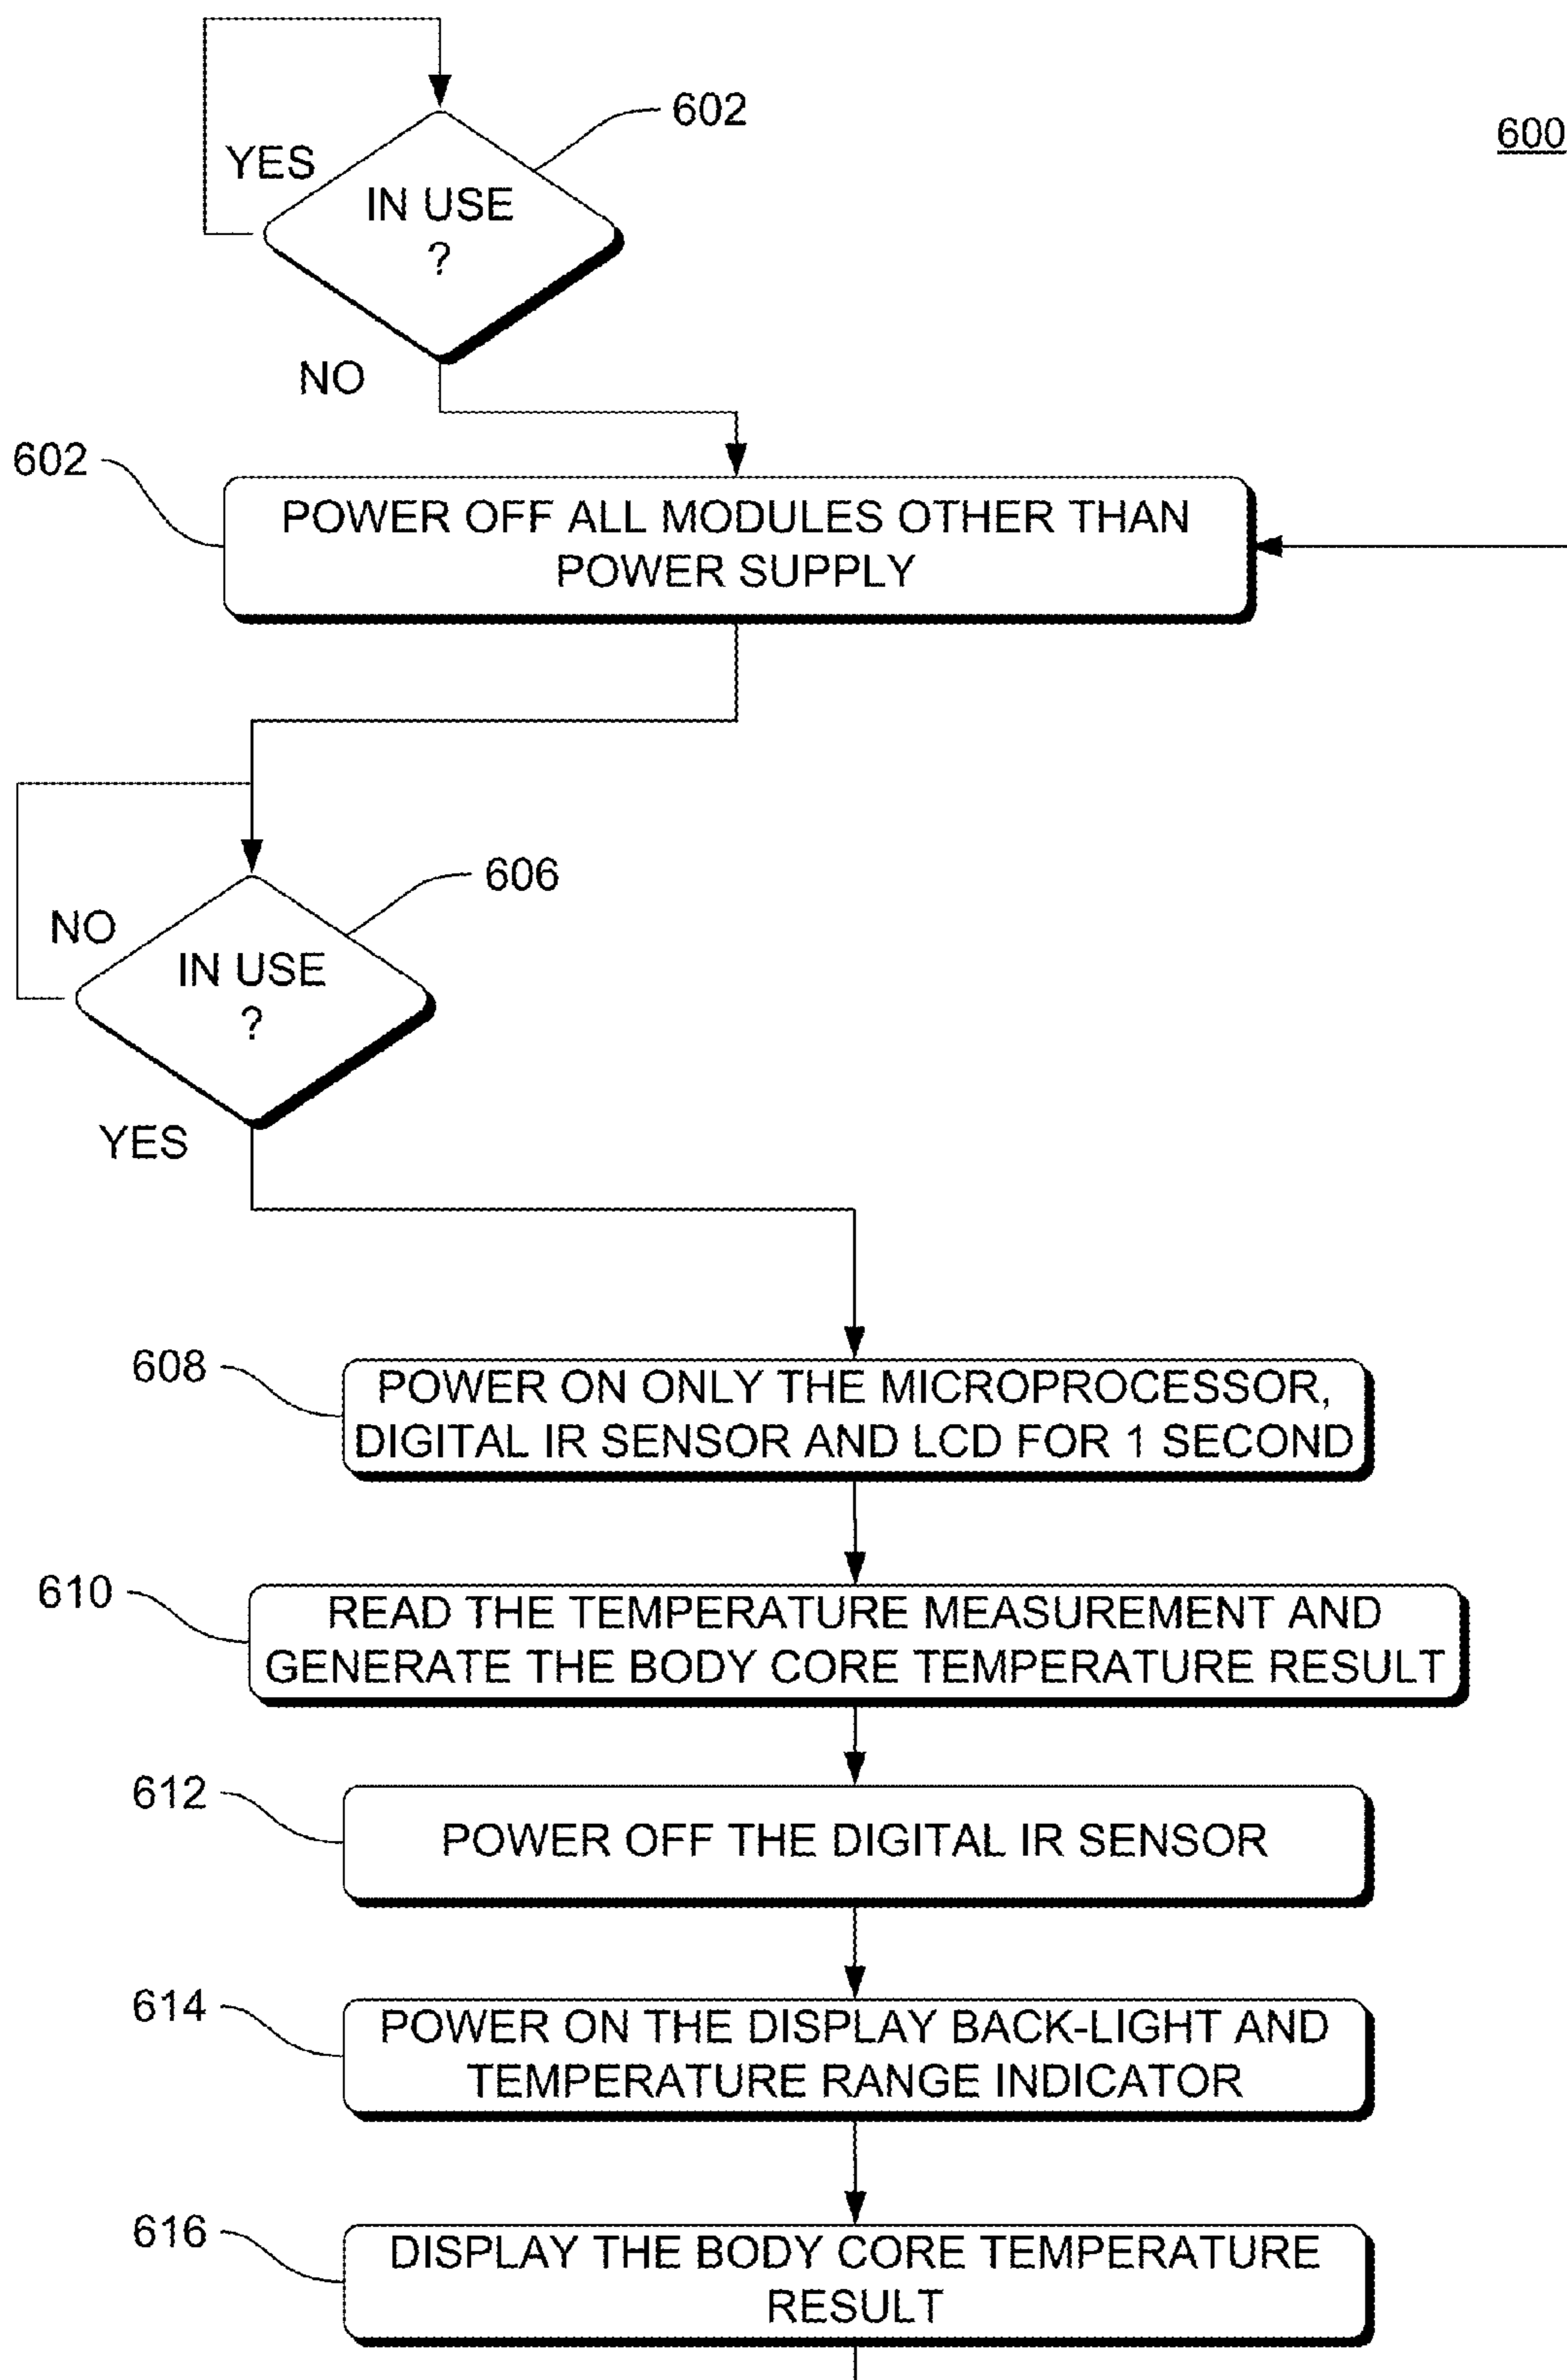 602
600
YES
IN USE
?
NO
602
POWER OFF ALL MODULES OTHER THAN
POWER SUPPLY
606
NO
IN USE
?
YES
608
POWER ON ONLY THE MICROPROCESSOR,
DIGITAL IR SENSOR AND LCD FOR 1 SECOND
610
READ THE TEMPERATURE MEASUREMENT AND
GENERATE THE BODY CORE TEMPERATURE RESULT
612
POWER OFF THE DIGITAL IR SENSOR
614
POWER ON THE DISPLAY BACK-LIGHT AND
TEMPERATURE RANGE INDICATOR
616
DISPLAY THE BODY CORE TEMPERATURE
RESULT